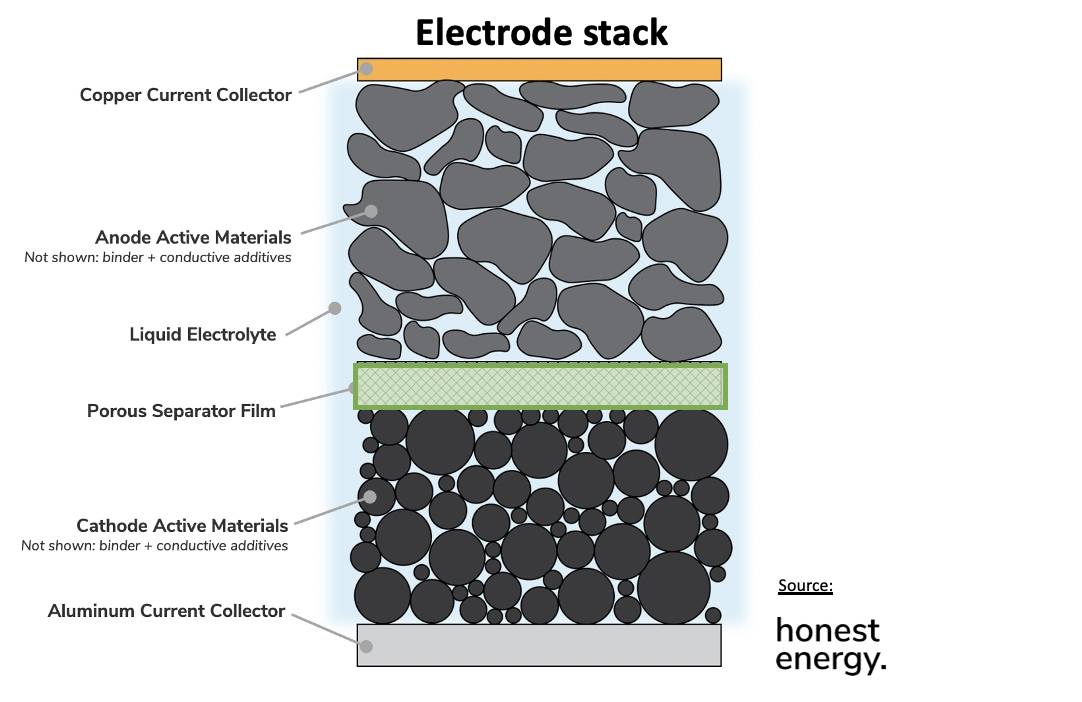 Electrode stack
Copper Current Collector
Anode Active Materials
Not shown: binder + conductive additives
Liquid Electrolyte
Porous Separator Film
Cathode Active Materials
Not shown: binder + conductive additives
Aluminum Current Collector
Source:
honest
energy.